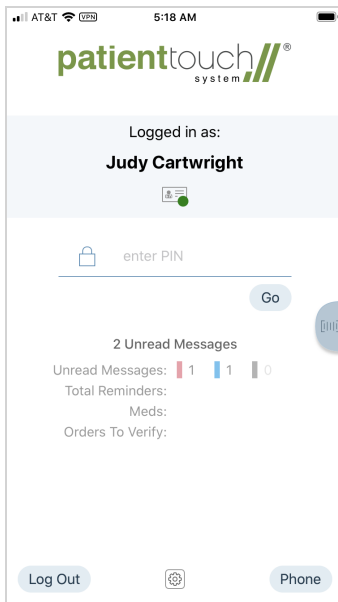 AT&T VPN 5:18 AM
patienttouch®
system
Logged in as:
Judy Cartwright
enter PIN
Go
2 Unread Messages
Unread Messages: 1 1 0
Total Reminders:
Meds:
Orders To Verify:
Log Out
Phone